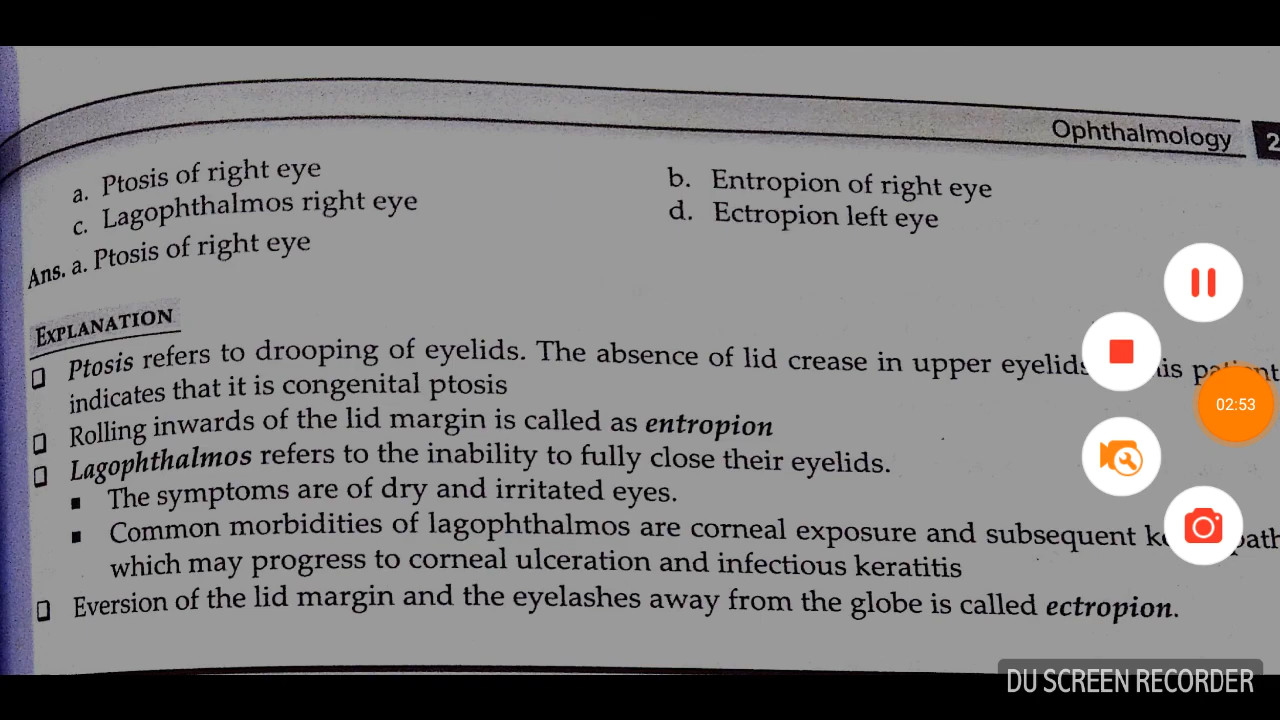 Ophthalmology 2
a. Ptosis of right eye b. Entropion of right eye
c. Lagophthalmos right eye d. Ectropion left eye
Ans. a. Ptosis of right eye
EXPLANATION
Ptosis refers to drooping of eyelids. The absence of lid crease in upper eyelids
indicates that it is congenital ptosis
Rolling inwards of the lid margin is called as entropion
Lagophthalmos refers to the inability to fully close their eyelids.
The symptoms are of dry and irritated eyes.
Common morbidities of lagophthalmos are corneal exposure and subsequent
which may progress to corneal ulceration and infectious keratitis
Eversion of the lid margin and the eyelashes away from the globe is called ectropion.
02:53
DU SCREEN RECORDER